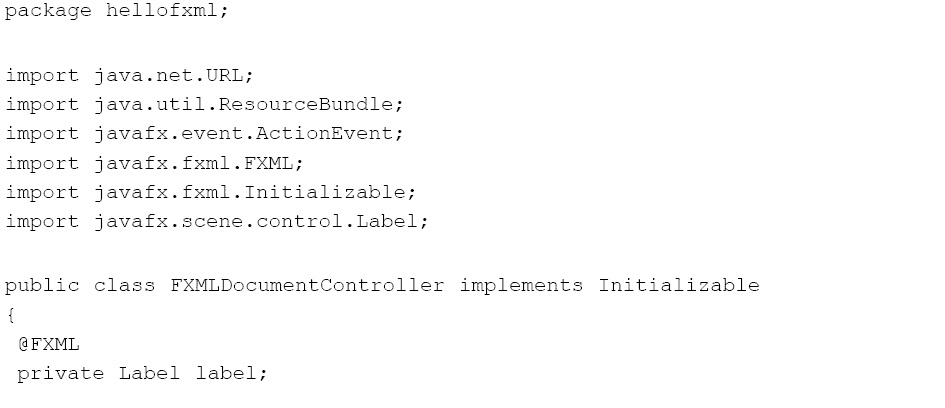 package hellofxml;
import java.net.URL;
import java.util.ResourceBundle;
import javafx.event.ActionEvent;
import javafx.fxml.FXML;
import javafx.fxml.Initializable;
import javafx.scene.control.Label;
public class FXMLDocumentController implements Initializable
{
@FXML
private Label label;